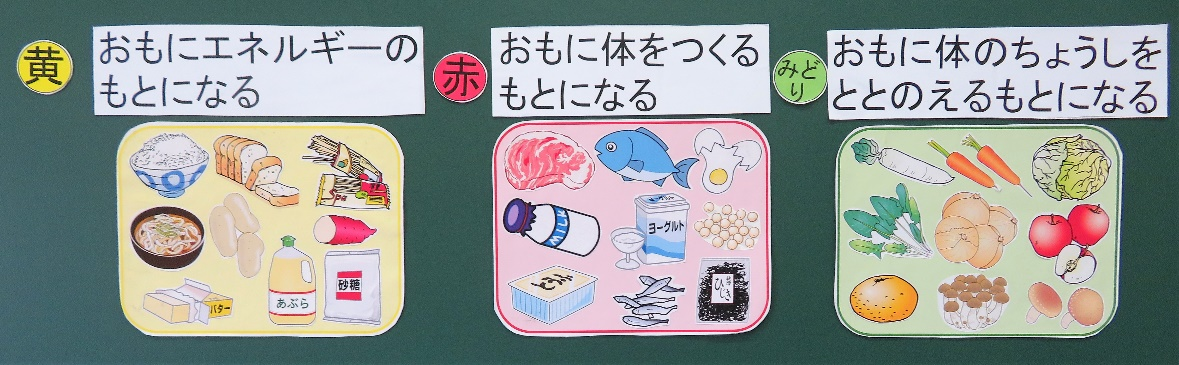 黄
おもにエネルギーの
もとになる
赤
おもに体をつくる
もとになる
みど
り
おもに体のちょうしを
ととのえるもとになる
バター
あぶら
砂糖
ミルク
ヨーグルト
とうふ
ひじき